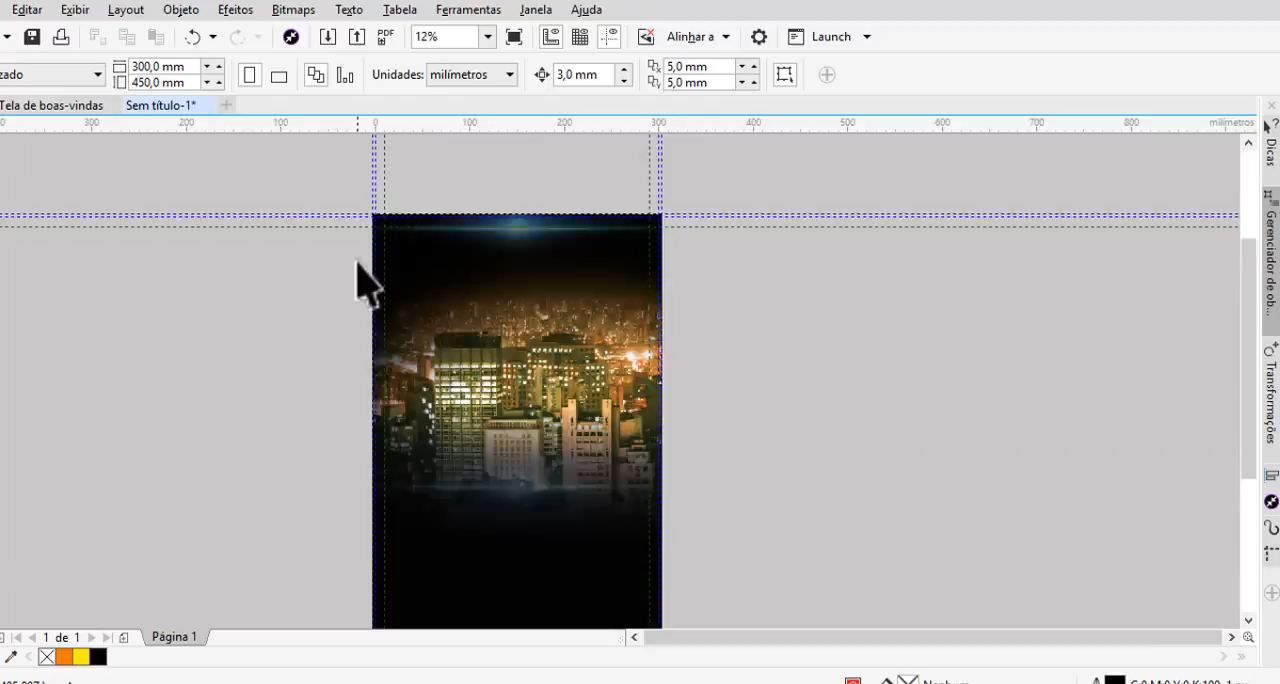 Editar Exibir Layout Objeto Efeitos Bitmaps Texto Tabela Ferramentas Janela Ajuda
PDF 12% Alinhar a Launch
zado 300,0 mm 450,0 mm Unidades: milímetros 3,0 mm 5,0 mm 5,0 mm
Tela de boas-vindas Sem título-1*
0 300 200 100 0 100 200 300 400 500 600 700 800 milímetros
Dicas
Gerenciador de ob...
Transformações
1 de 1 Página 1